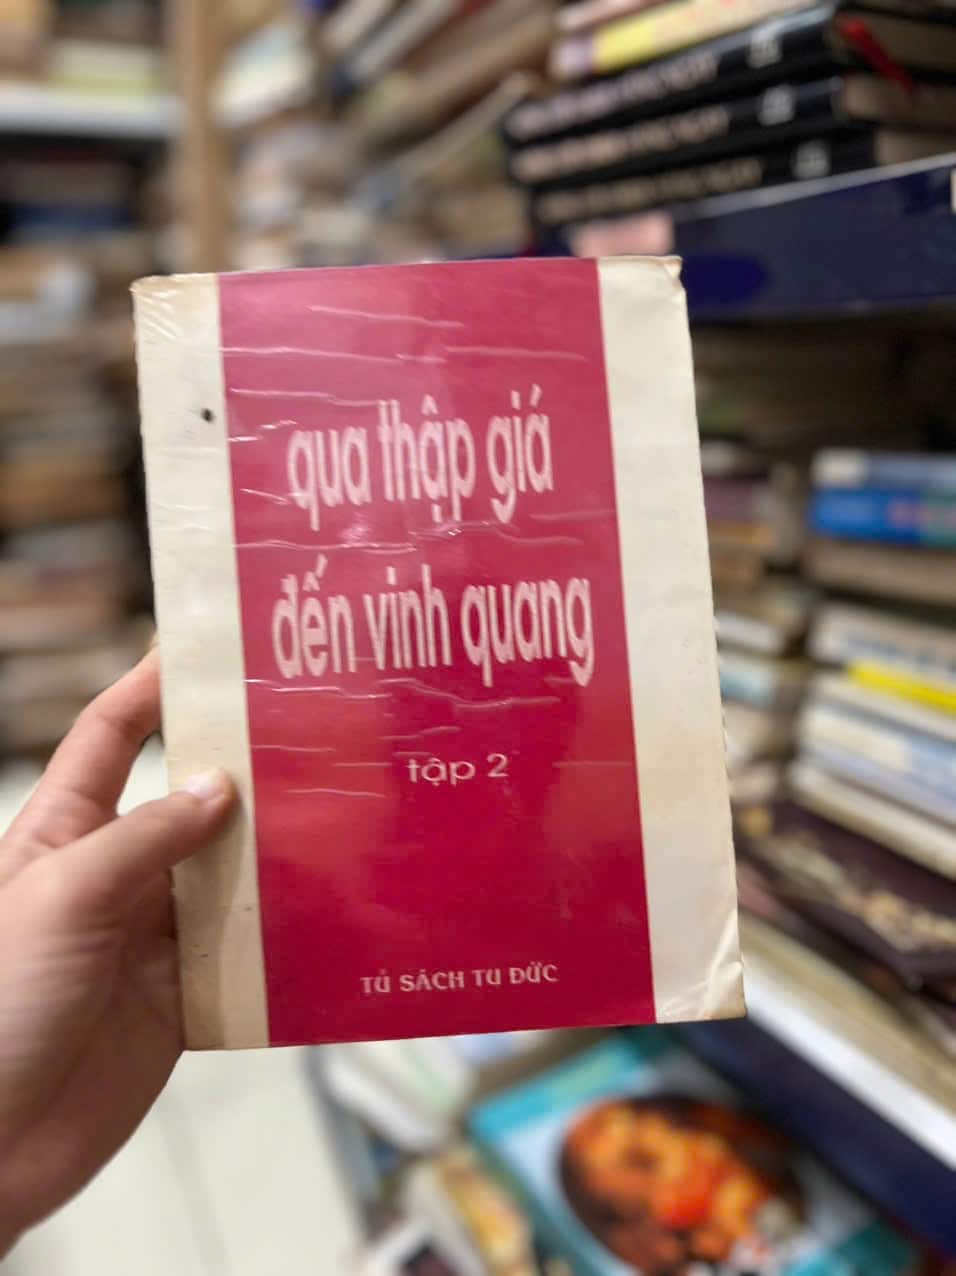 qua thập giá
đến vinh quang
tập 2
TỦ SÁCH TU ĐỨC